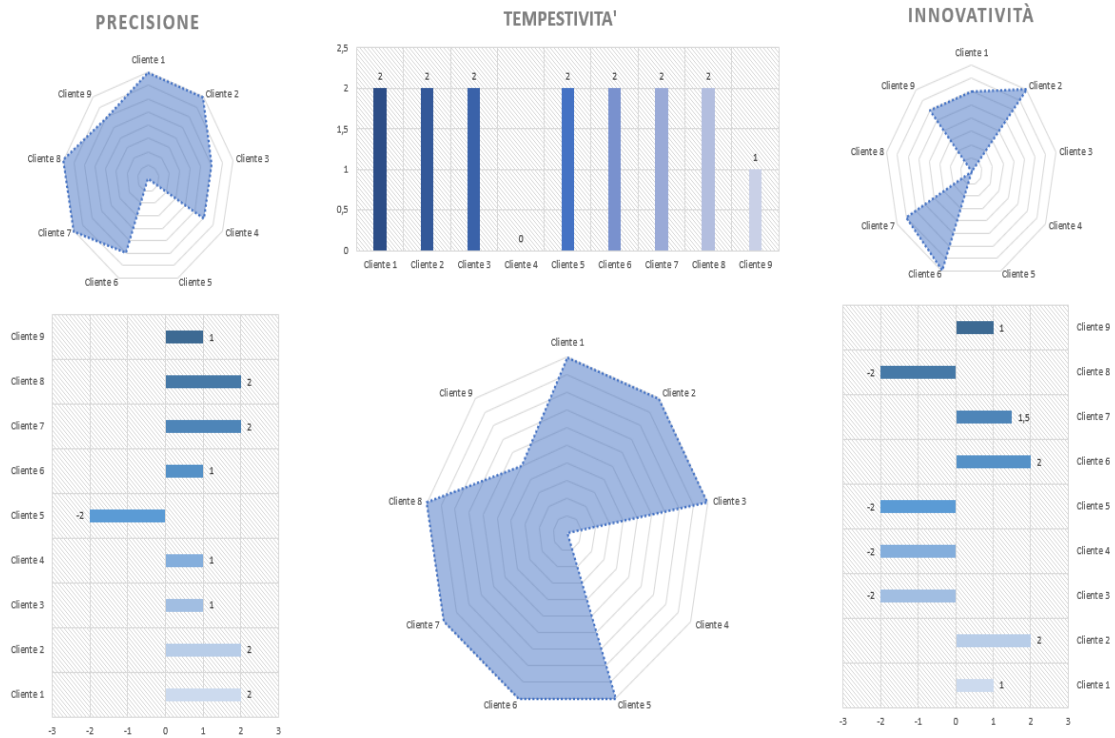 PRECISIONE
Cliente 1
Cliente 2
Cliente 3
Cliente 4
Cliente 5
Cliente 6
Cliente 7
Cliente 8
Cliente 9
Cliente 9 1
Cliente 8 2
Cliente 7 2
Cliente 6 1
Cliente 5 -2
Cliente 4 1
Cliente 3 1
Cliente 2 2
Cliente 1 2
-3 -2 -1 0 1 2 3
TEMPESTIVITA'
2,5
2
1,5
1
0,5
0
2 2 2 0 2 2 2 2 1
Cliente 1 Cliente 2 Cliente 3 Cliente 4 Cliente 5 Cliente 6 Cliente 7 Cliente 8 Cliente 9
Cliente 1
Cliente 2
Cliente 3
Cliente 4
Cliente 5
Cliente 6
Cliente 7
Cliente 8
Cliente 9
INNOVATIVITÀ
Cliente 1
Cliente 2
Cliente 3
Cliente 4
Cliente 5
Cliente 6
Cliente 7
Cliente 8
Cliente 9
1 Cliente 9
-2 Cliente 8
1,5 Cliente 7
2 Cliente 6
-2 Cliente 5
-2 Cliente 4
-2 Cliente 3
2 Cliente 2
1 Cliente 1
-3 -2 -1 0 1 2 3